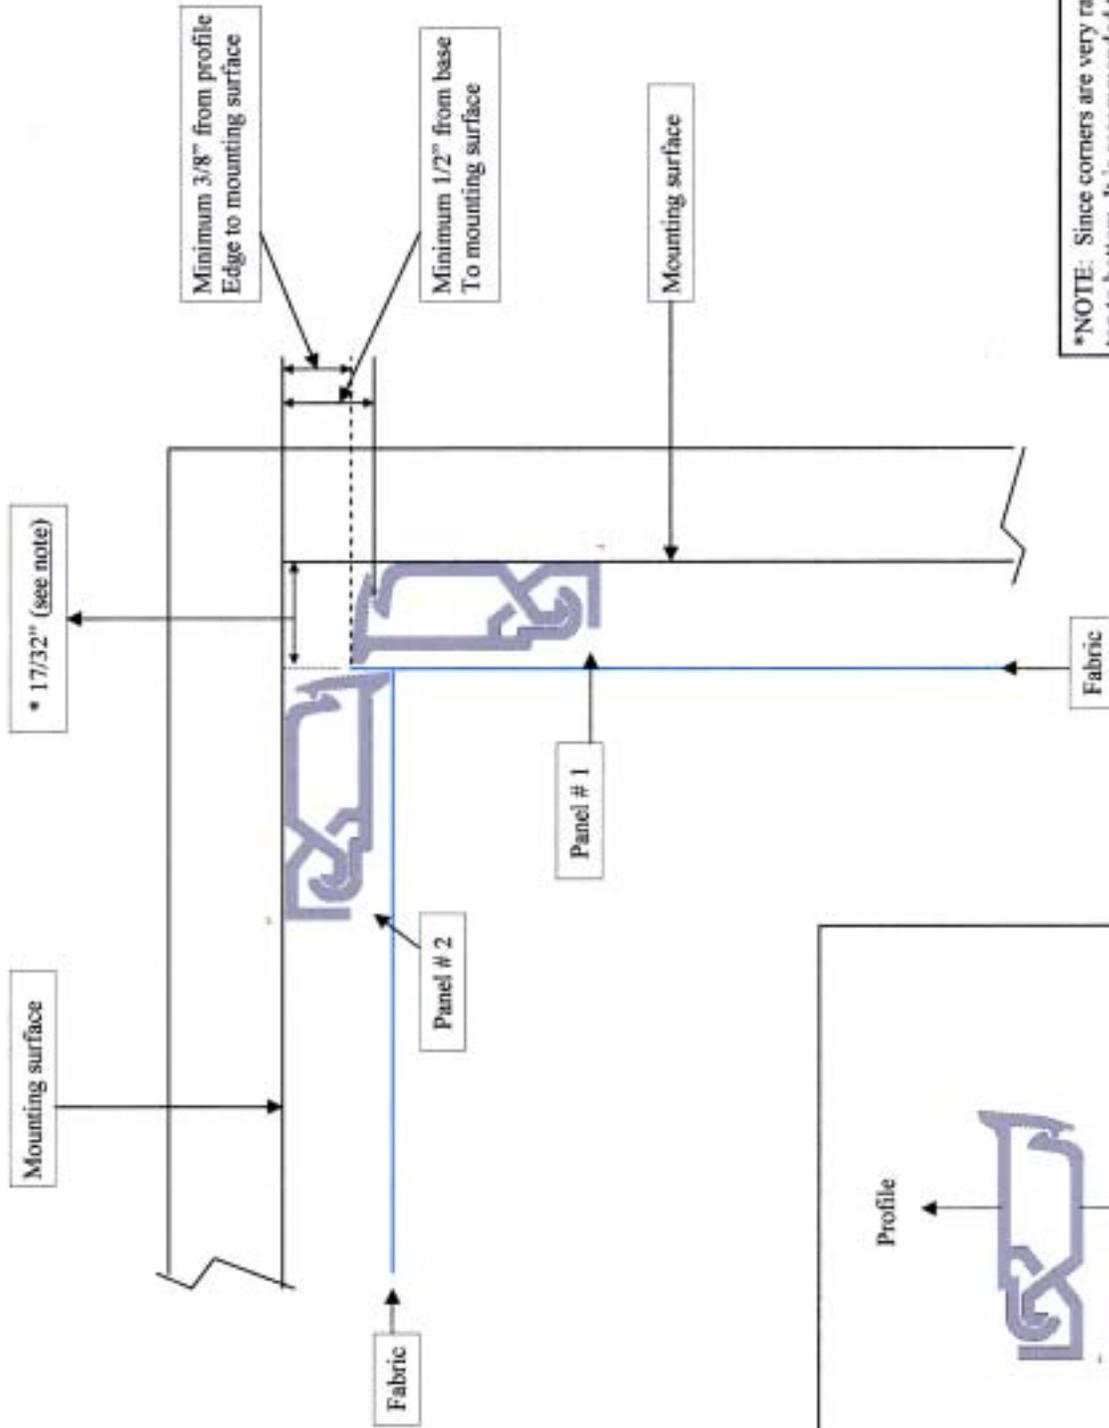 Mounting surface
* 17/32" (see note)
Minimum 3/8" from profile
Edge to mounting surface
Fabric
Panel # 2
Minimum 1/2" from base
To mounting surface
Panel # 1
Mounting surface
Profile
Fabric
*NOTE: Since corners are very